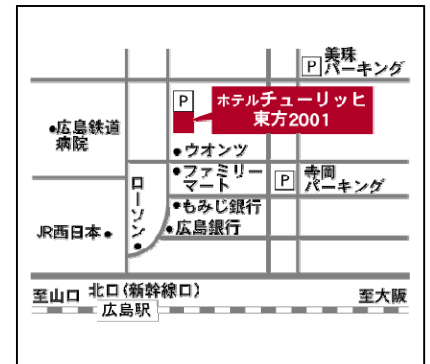 美珠
P パーキング
P
ホテルチューリッヒ
東方2001
•広島鉄道
病院
•ウオンツ
•ファミリー
マート
P
寺岡
パーキング
ローソン•
•もみじ銀行
•広島銀行
JR西日本•
至山口
北口(新幹線口)
至大阪
広島駅